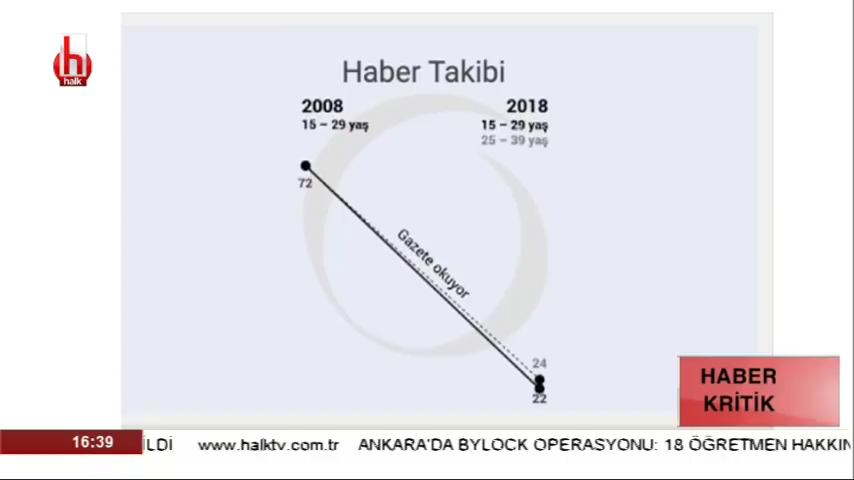 h
halk
Haber Takibi
2008
15 – 29 yaş
2018
15 – 29 yaş
25 – 39 yaş
72
Gazete okuyor
24
22
HABER
KRİTİK
16:39
İLDİ www.halktv.com.tr ANKARA'DA BYLOCK OPERASYONU: 18 ÖĞRETMEN HAKKIN